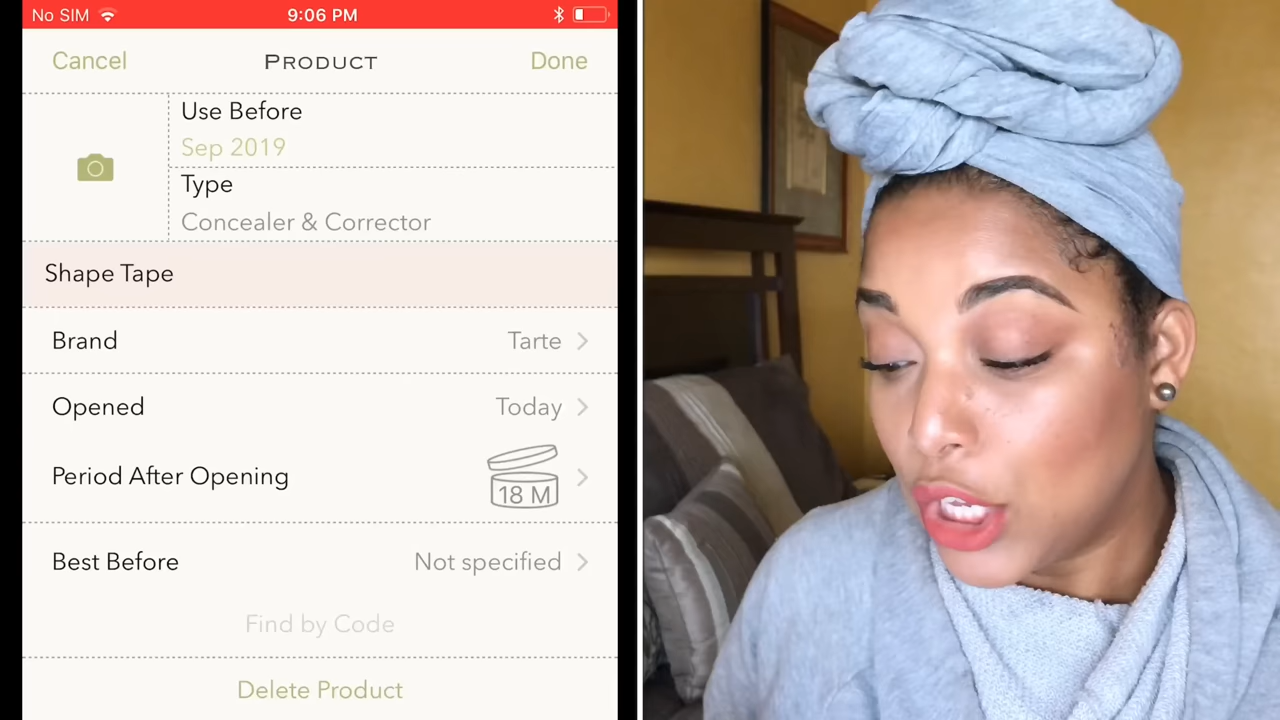 No SIM 9:06 PM
Cancel PRODUCT Done
Use Before
Sep 2019
Type
Concealer & Corrector
Shape Tape
Brand Tarte
Opened Today
Period After Opening 18 M
Best Before Not specified
Find by Code
Delete Product